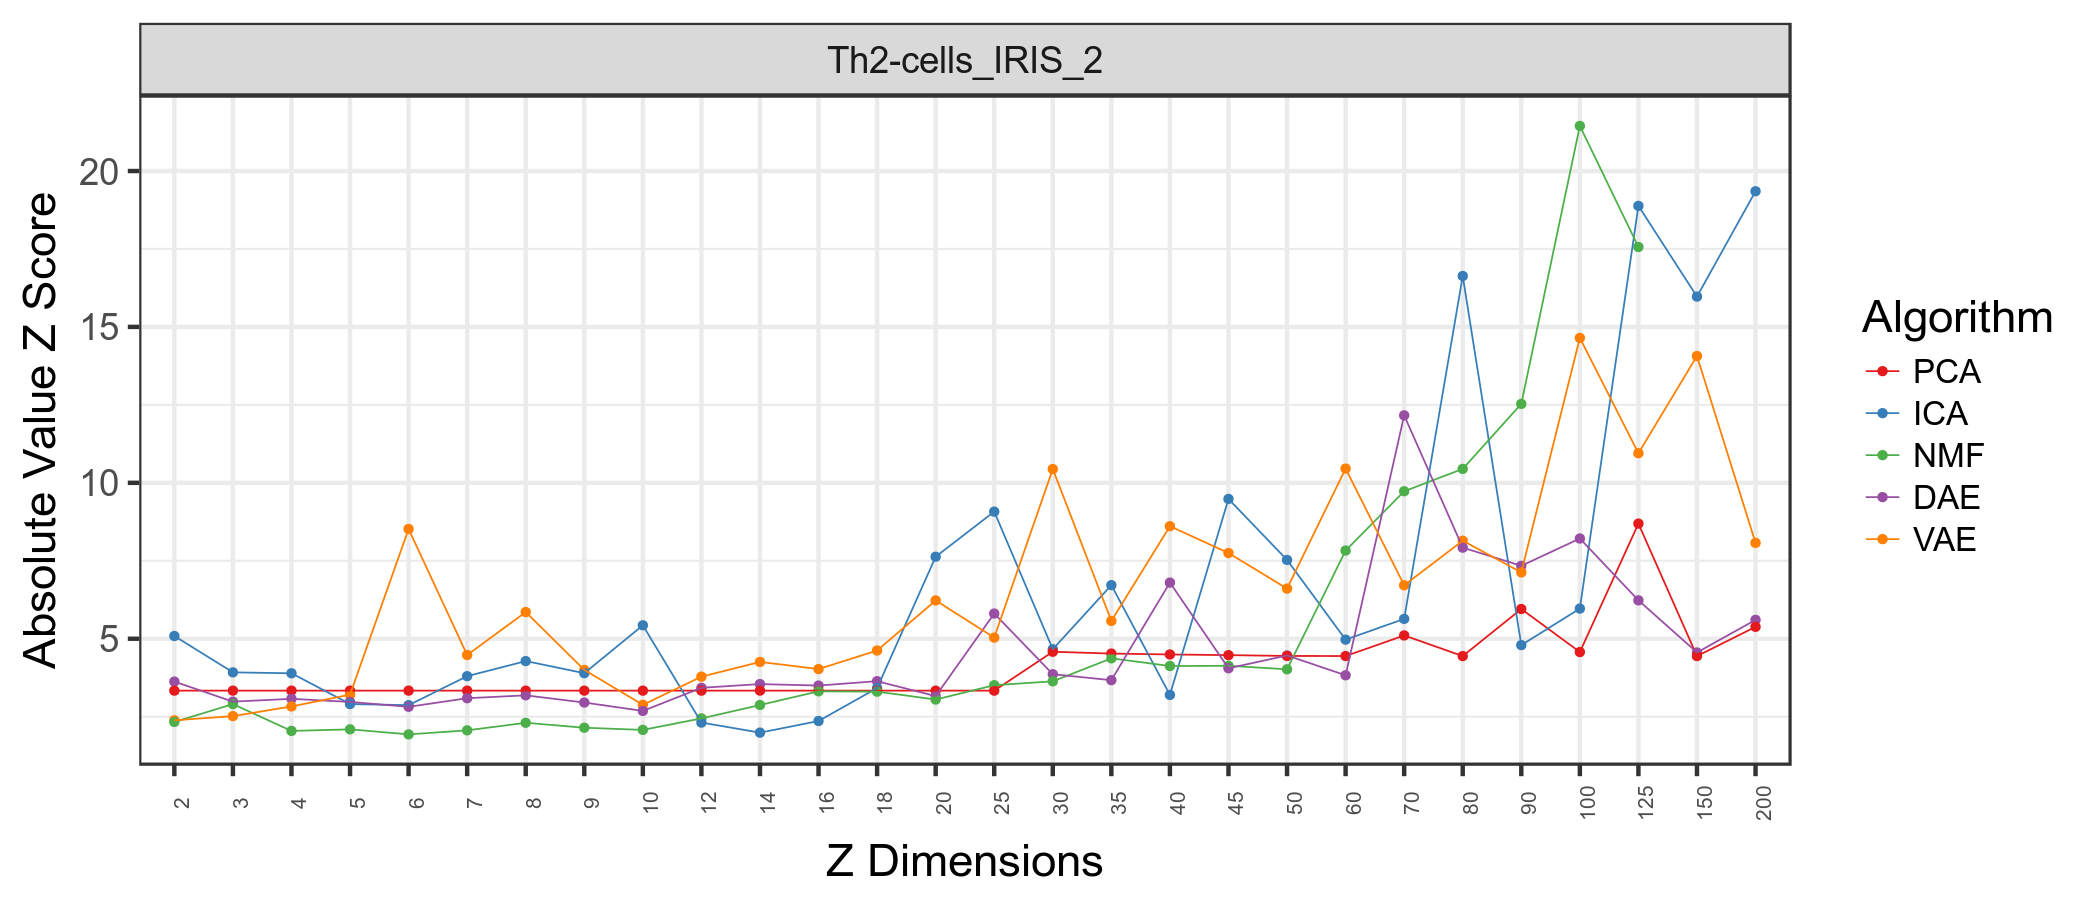 Th2-cells_IRIS_2
Absolute Value Z Score
20
15
10
5
2 3 4 5 6 7 8 9 10 12 14 16 18 20 25 30 35 40 45 50 60 70 80 90 100 125 150 200
Z Dimensions
Algorithm
PCA
ICA
NMF
DAE
VAE